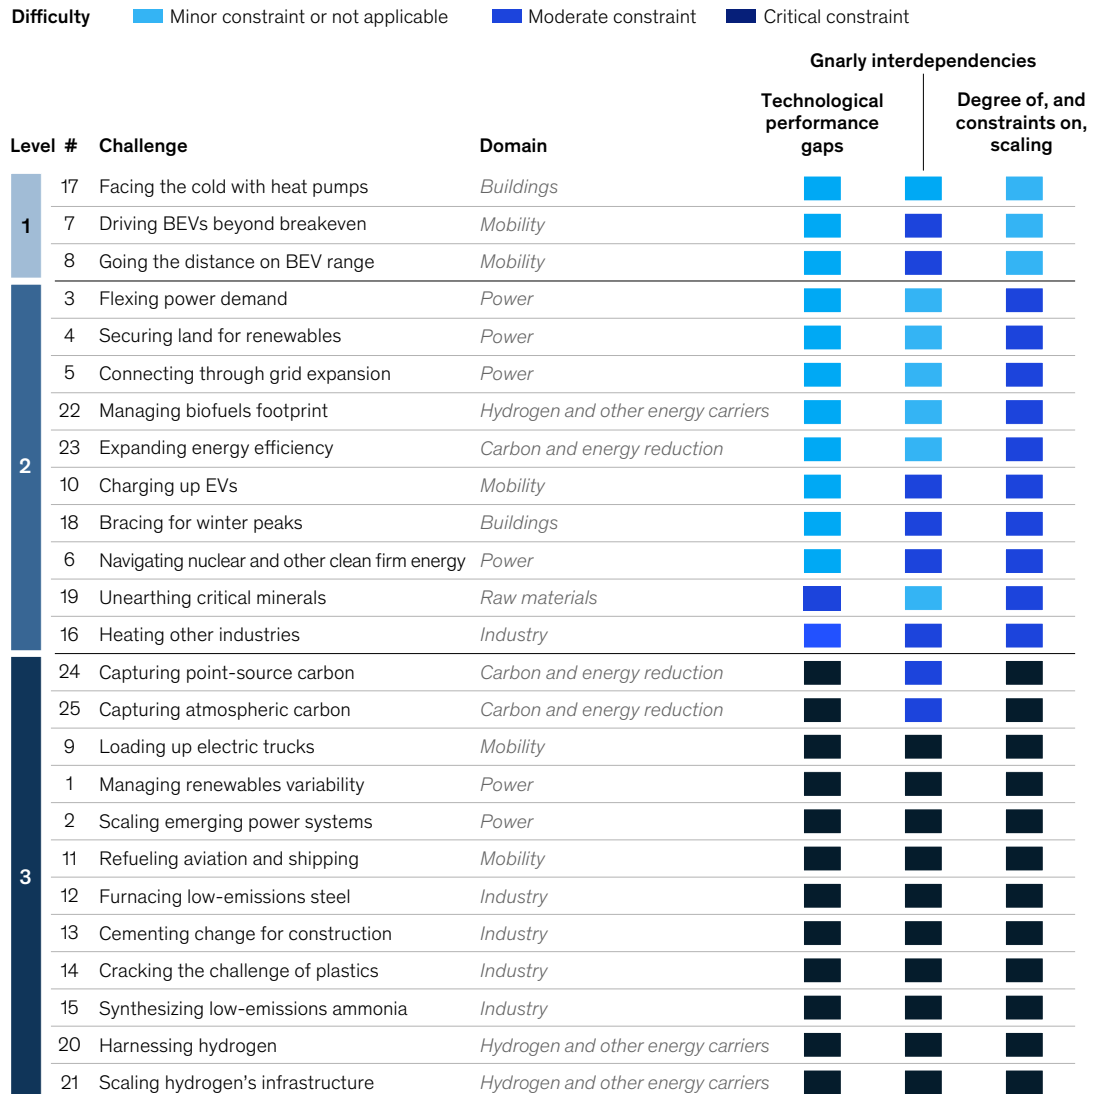 Difficulty Minor constraint or not applicable Moderate constraint Critical constraint
Gnarly interdependencies
Technological performance gaps
Degree of, and constraints on, scaling
Level # Challenge Domain
1
17 Facing the cold with heat pumps Buildings
7 Driving BEVs beyond breakeven Mobility
8 Going the distance on BEV range Mobility
2
3 Flexing power demand Power
4 Securing land for renewables Power
5 Connecting through grid expansion Power
22 Managing biofuels footprint Hydrogen and other energy carriers
23 Expanding energy efficiency Carbon and energy reduction
10 Charging up EVs Mobility
18 Bracing for winter peaks Buildings
6 Navigating nuclear and other clean firm energy Power
19 Unearthing critical minerals Raw materials
16 Heating other industries Industry
3
24 Capturing point-source carbon Carbon and energy reduction
25 Capturing atmospheric carbon Carbon and energy reduction
9 Loading up electric trucks Mobility
1 Managing renewables variability Power
2 Scaling emerging power systems Power
11 Refueling aviation and shipping Mobility
12 Furnacing low-emissions steel Industry
13 Cementing change for construction Industry
14 Cracking the challenge of plastics Industry
15 Synthesizing low-emissions ammonia Industry
20 Harnessing hydrogen Hydrogen and other energy carriers
21 Scaling hydrogen’s infrastructure Hydrogen and other energy carriers